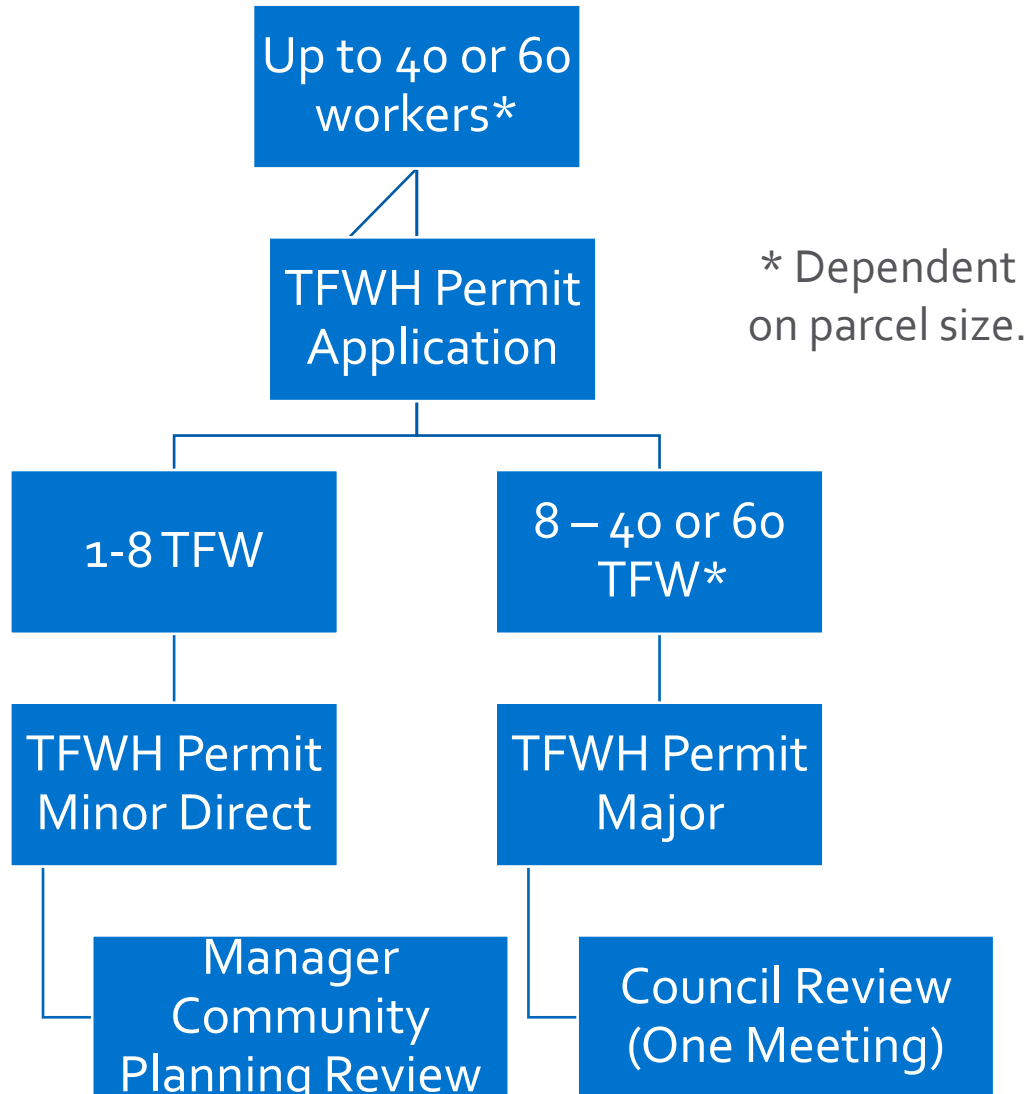 Up to 40 or 60
workers*
TFWH Permit
Application
* Dependent
on parcel size.
1-8 TFW
8 – 40 or 60
TFW*
TFWH Permit
Minor Direct
TFWH Permit
Major
Manager
Community
Planning Review
Council Review
(One Meeting)